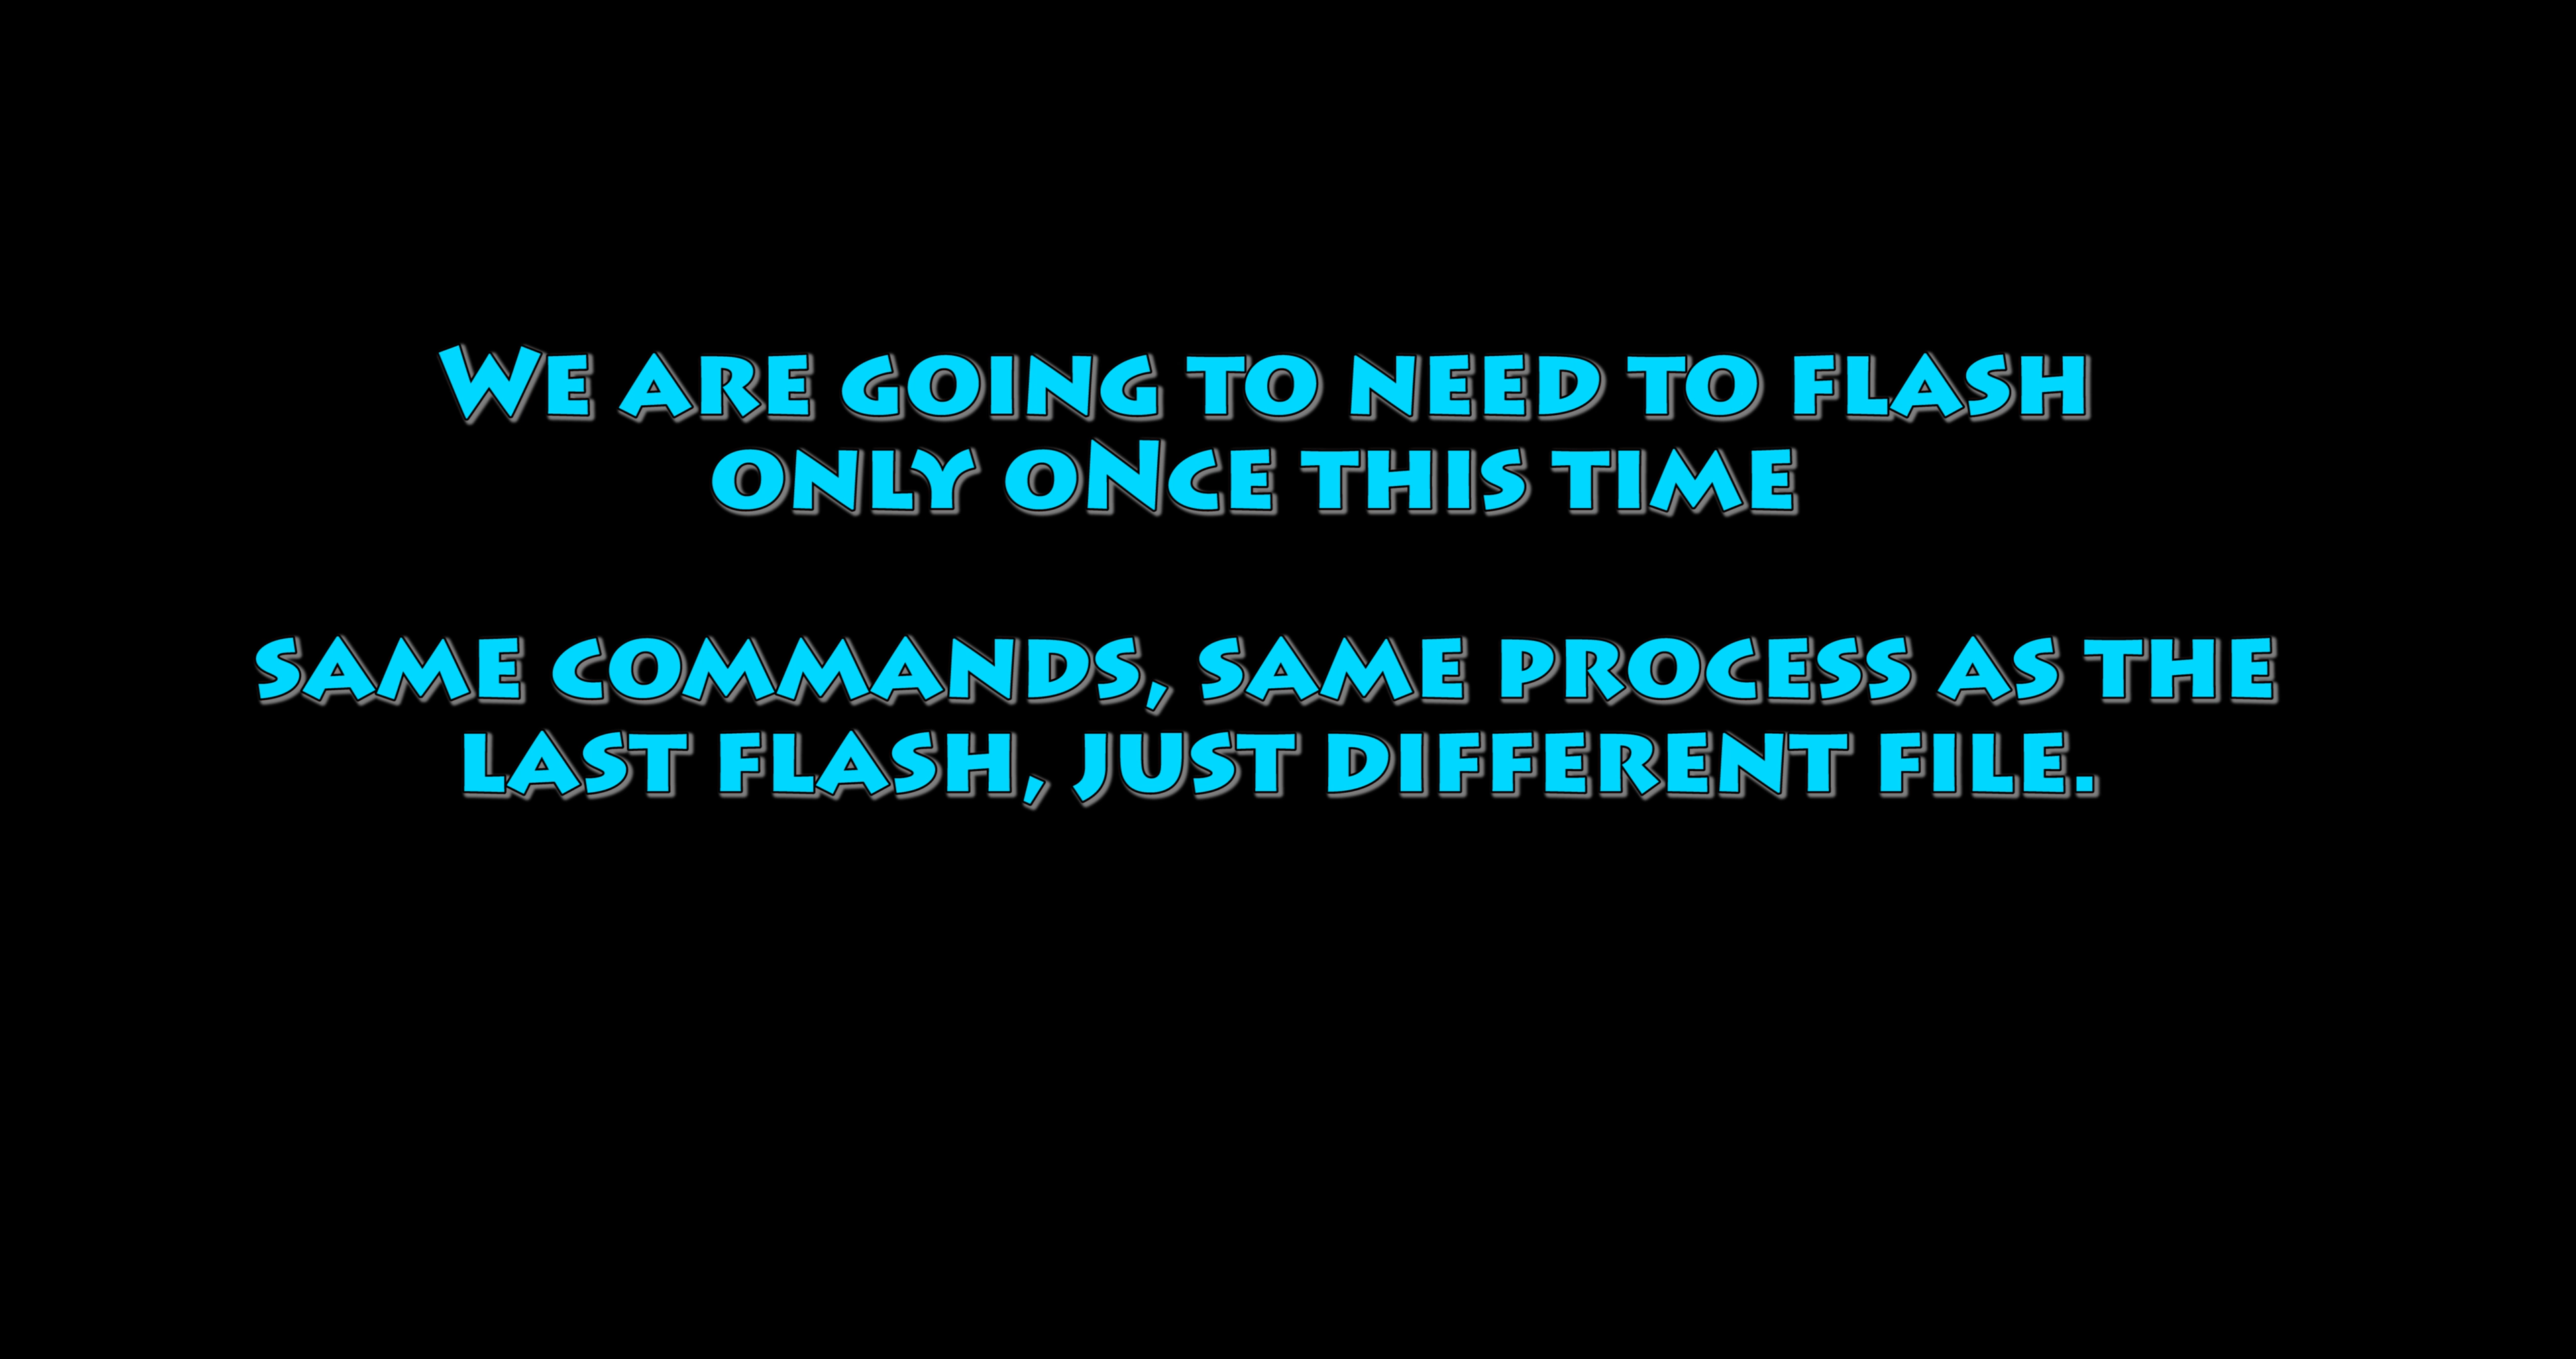 We are going to need to flash
only oNce this time
same commands, same process as the
last flash, just different file.